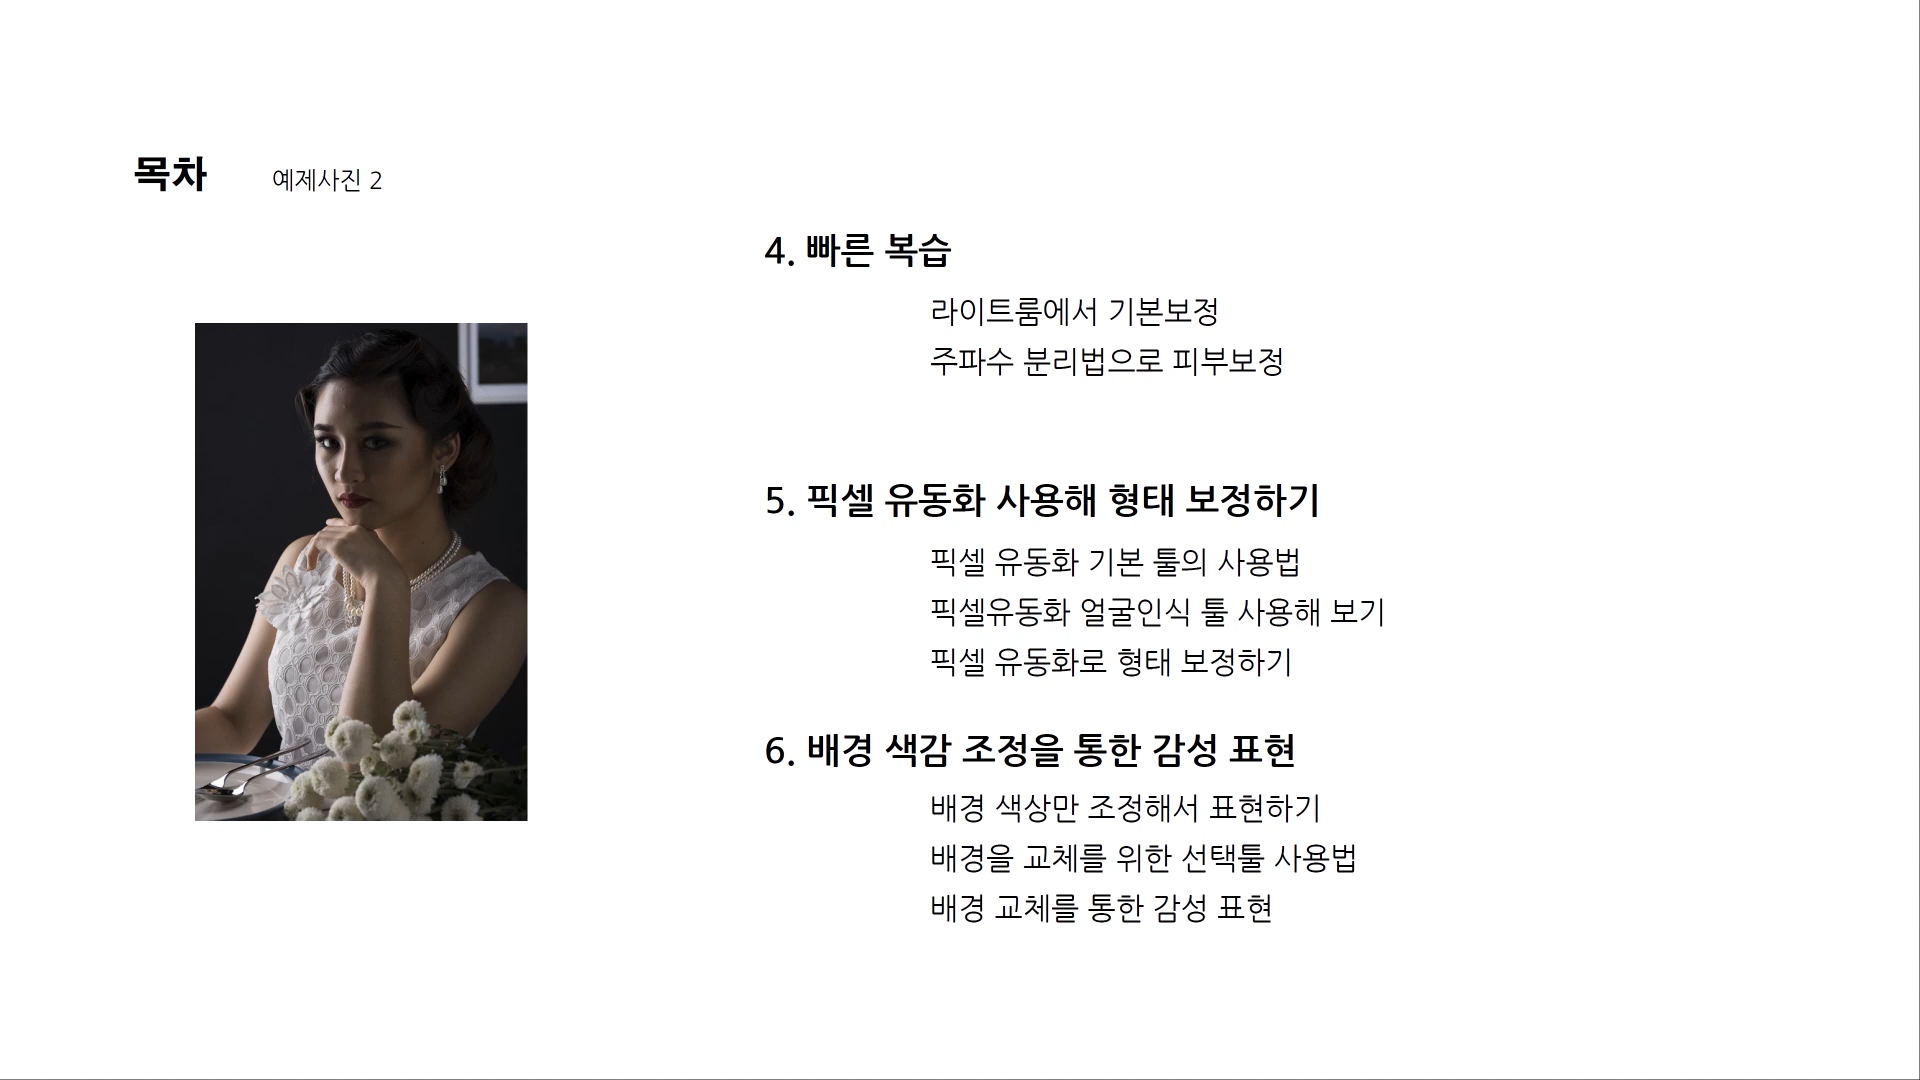 목차
예제사진 2
4. 빠른 복습
라이트룸에서 기본보정
주파수 분리법으로 피부보정
5. 픽셀 유동화 사용해 형태 보정하기
픽셀 유동화 기본 툴의 사용법
픽셀유동화 얼굴인식 툴 사용해 보기
픽셀 유동화로 형태 보정하기
6. 배경 색감 조정을 통한 감성 표현
배경 색상만 조정해서 표현하기
배경을 교체를 위한 선택툴 사용법
배경 교체를 통한 감성 표현